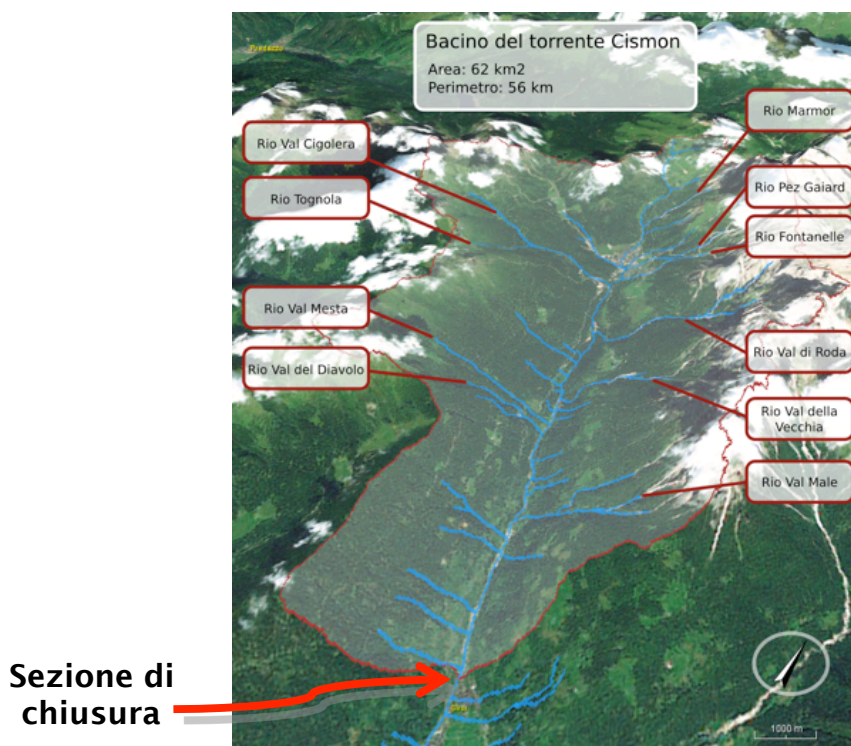 Bacino del torrente Cismon
Area: 62 km2
Perimetro: 56 km
Predazzo
Rio Marmor
Rio Val Cigolera
Rio Pez Gaiard
Rio Tognola
Rio Fontanelle
Rio Val Mesta
Rio Val di Roda
Rio Val del Diavolo
Rio Val della
Vecchia
Rio Val Male
Sezione di
chiusura
1000 m